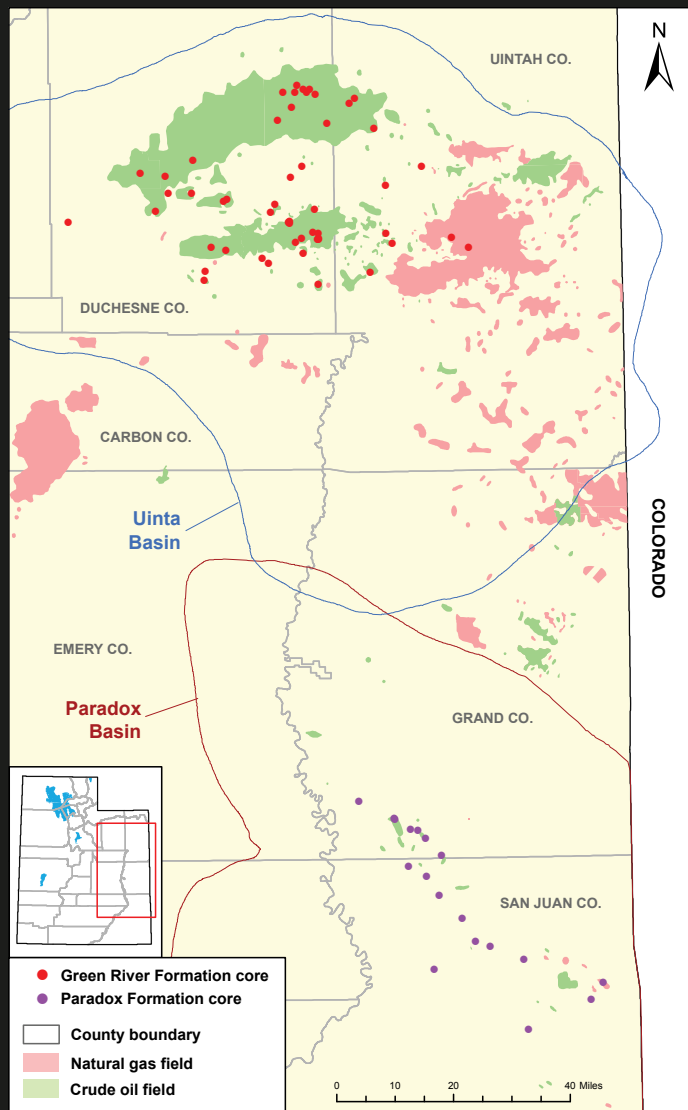 N
UINTAH CO.
DUCHESNE CO.
CARBON CO.
Uinta
Basin
COLORADO
EMERY CO.
Paradox
Basin
GRAND CO.
SAN JUAN CO.
Green River Formation core
Paradox Formation core
County boundary
Natural gas field
Crude oil field
0 10 20 40 Miles